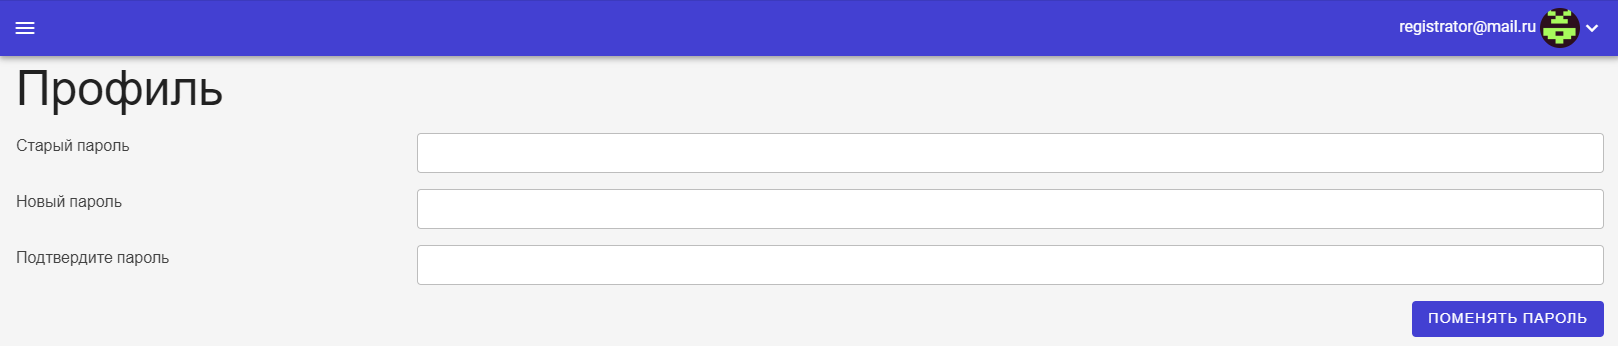 registrator@mail.ru
Профиль
Старый пароль
Новый пароль
Подтвердите пароль
ПОМЕНЯТЬ ПАРОЛЬ